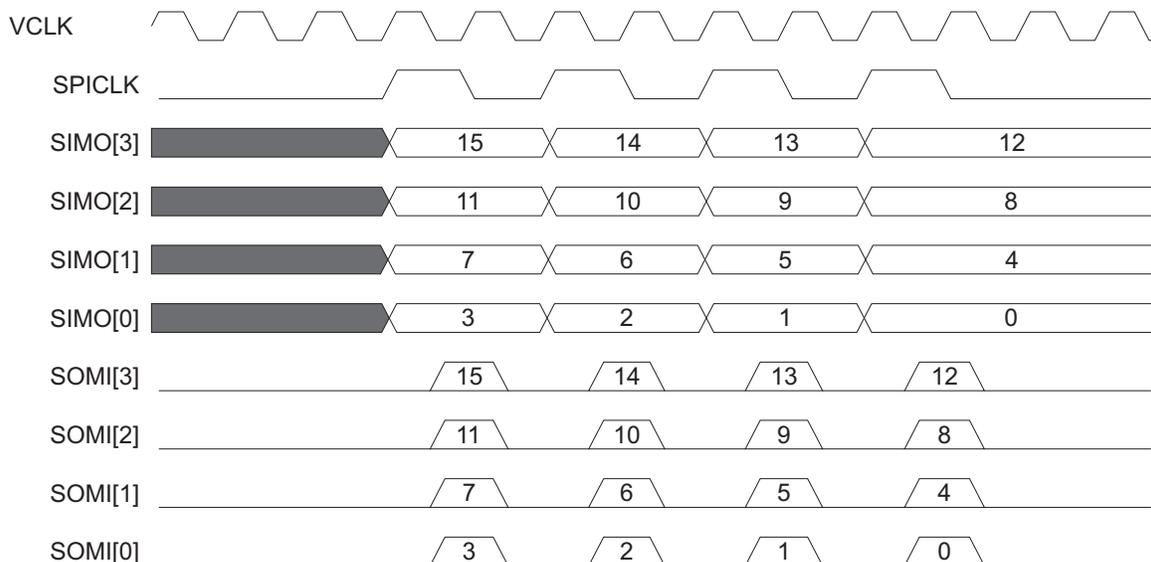 VCLK
SPICLK
SIMO[3] 15 14 13 12
SIMO[2] 11 10 9 8
SIMO[1] 7 6 5 4
SIMO[0] 3 2 1 0
SOMI[3] 15 14 13 12
SOMI[2] 11 10 9 8
SOMI[1] 7 6 5 4
SOMI[0] 3 2 1 0